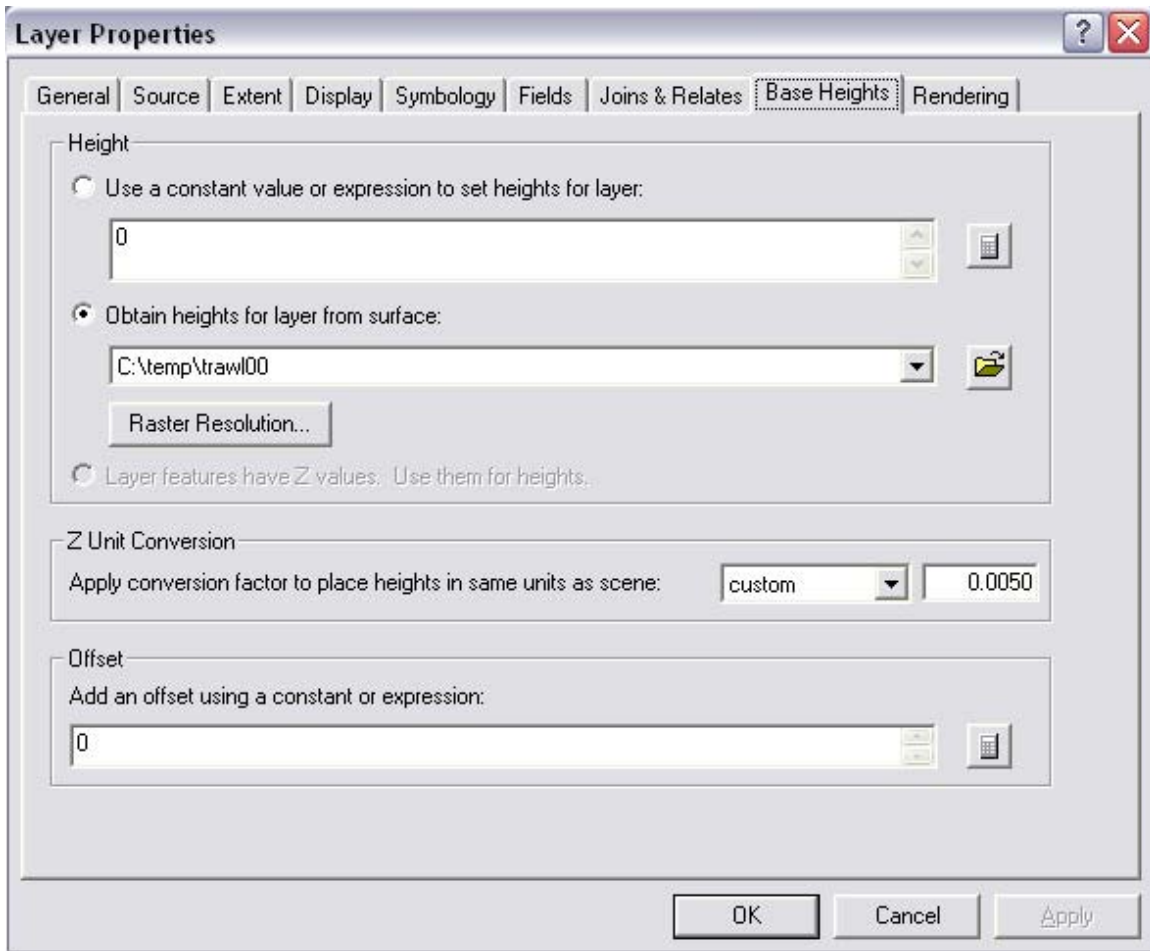 Layer Properties
General Source Extent Display Symbology Fields Joins & Relates Base Heights Rendering
Height
Use a constant value or expression to set heights for layer:
0
Obtain heights for layer from surface:
C:\temp\trawl00
Raster Resolution...
Layer features have Z values. Use them for heights.
Z Unit Conversion
Apply conversion factor to place heights in same units as scene: custom 0.0050
Offset
Add an offset using a constant or expression:
0
OK Cancel Apply